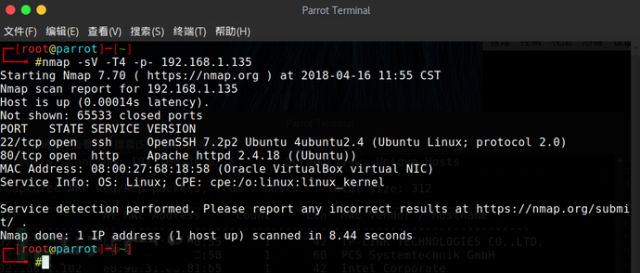 Parrot Terminal
文件(F) 编辑(E) 查看(V) 搜索(S) 终端(T) 帮助(H)
[root@parrot]─[~]
#nmap -sV -T4 -p- 192.168.1.135
Starting Nmap 7.70 ( https://nmap.org ) at 2018-04-16 11:55 CST
Nmap scan report for 192.168.1.135
Host is up (0.00014s latency).
Not shown: 65533 closed ports
PORT   STATE SERVICE VERSION
22/tcp open  ssh     OpenSSH 7.2p2 Ubuntu 4ubuntu2.4 (Ubuntu Linux; protocol 2.0)
80/tcp open  http    Apache httpd 2.4.18 ((Ubuntu))
MAC Address: 08:00:27:68:18:58 (Oracle VirtualBox virtual NIC)
Service Info: OS: Linux; CPE: cpe:/o:linux:linux_kernel
Service detection performed. Please report any incorrect results at https://nmap.org/submi
t/ .
Nmap done: 1 IP address (1 host up) scanned in 8.44 seconds
[root@parrot]─[~]
#